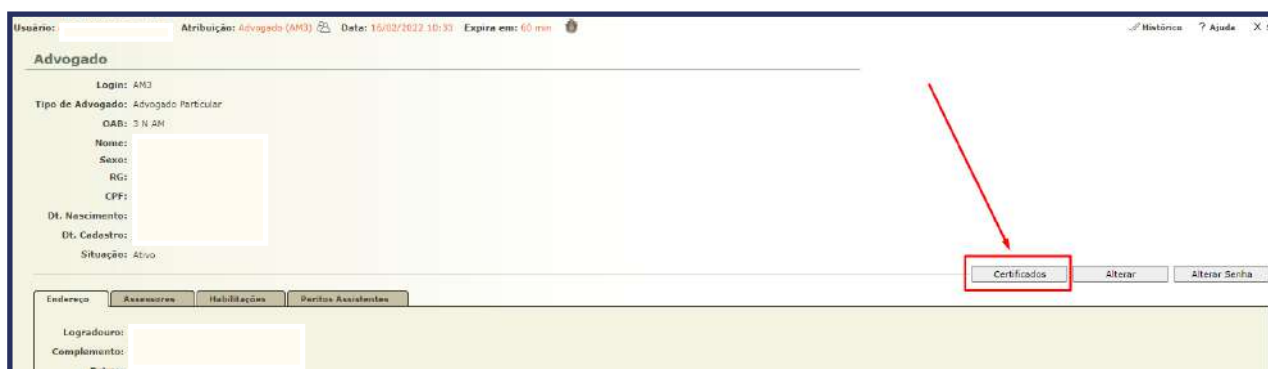 Usuário: Atribuição: Advogado (AM3) Data: 16/02/2022 10:33 Expira em: 60 min Histórico ? Ajuda X
Advogado
Login: AM3
Tipo de Advogado: Advogado Particular
OAB: 3 N AM
Nome:
Sexo:
RG:
CPF:
Dt. Nascimento:
Dt. Cadastro:
Situação: Ativo
Certificados Alterar Alterar Senha
Endereço Assessores Habilitações Peritos Assistentes
Logradouro:
Complemento: